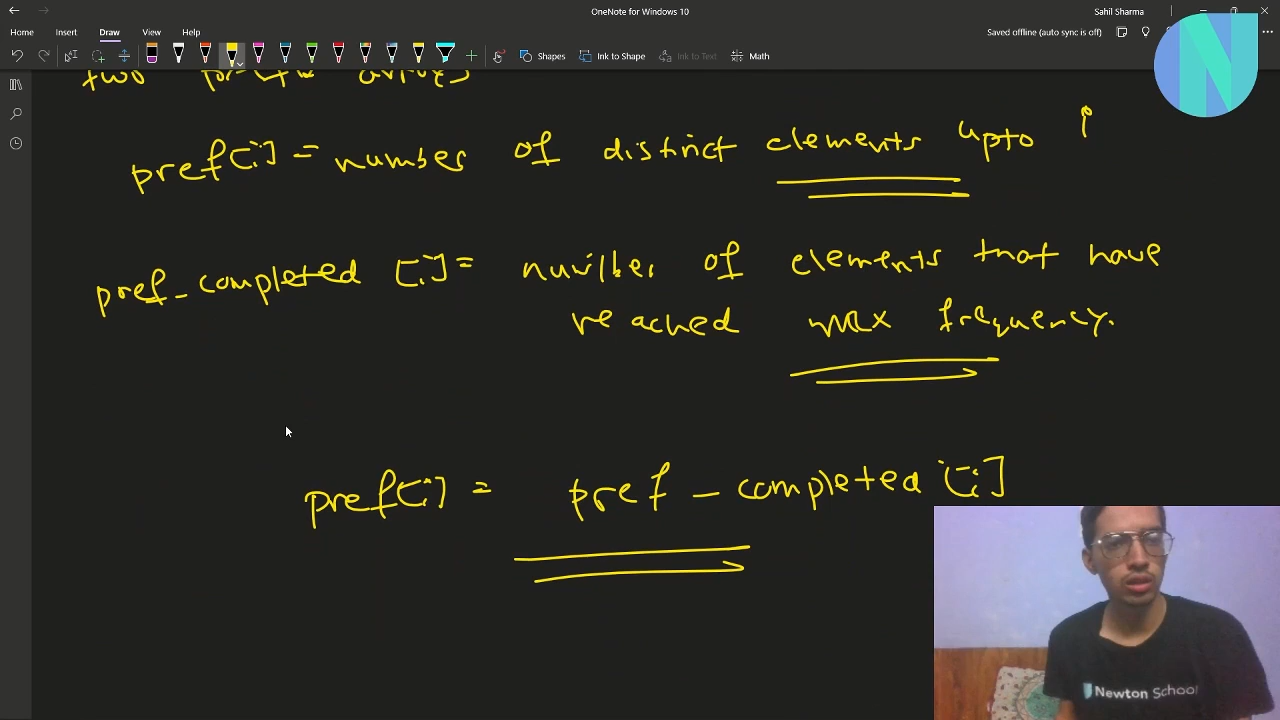 OneNote for Windows 10
Sahil Sharma
Home Insert Draw View Help
Saved offline (auto sync is off)
Shapes Ink to Shape Ink to Text Math
two arrays
pref[i] = number of distinct elements upto i
pref_completed [i] = number of elements that have
reached max frequency.
pref[i] = pref_completed [i]
Newton School